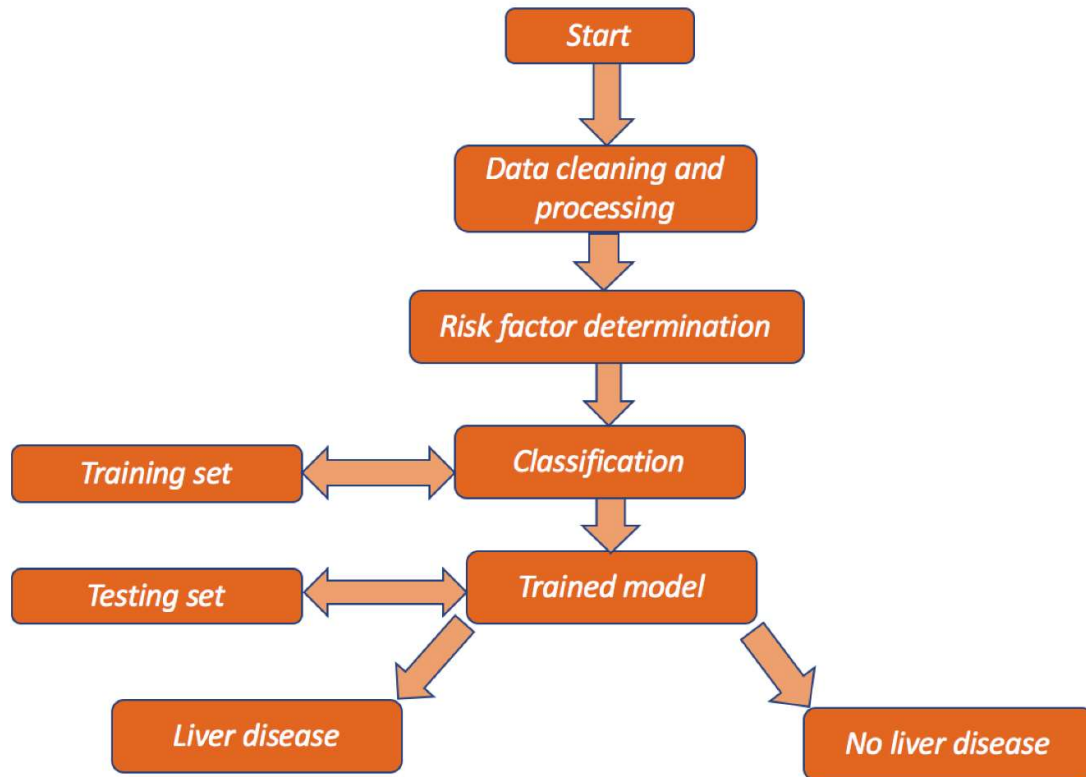 Start
Data cleaning and
processing
Risk factor determination
Training set
Classification
Testing set
Trained model
Liver disease
No liver disease